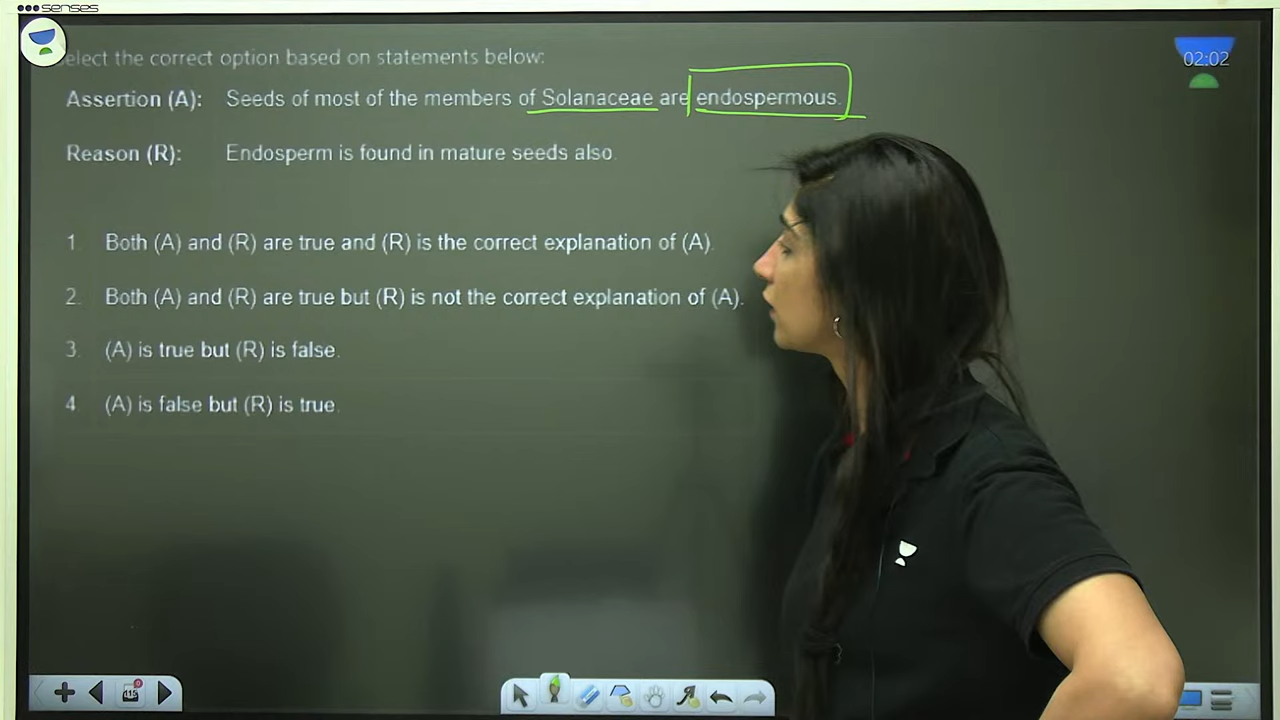 senses
elect the correct option based on statements below:
02:02
Assertion (A): Seeds of most of the members of Solanaceae are endospermous.
Reason (R): Endosperm is found in mature seeds also.
1 Both (A) and (R) are true and (R) is the correct explanation of (A).
2. Both (A) and (R) are true but (R) is not the correct explanation of (A).
3. (A) is true but (R) is false.
4 (A) is false but (R) is true.